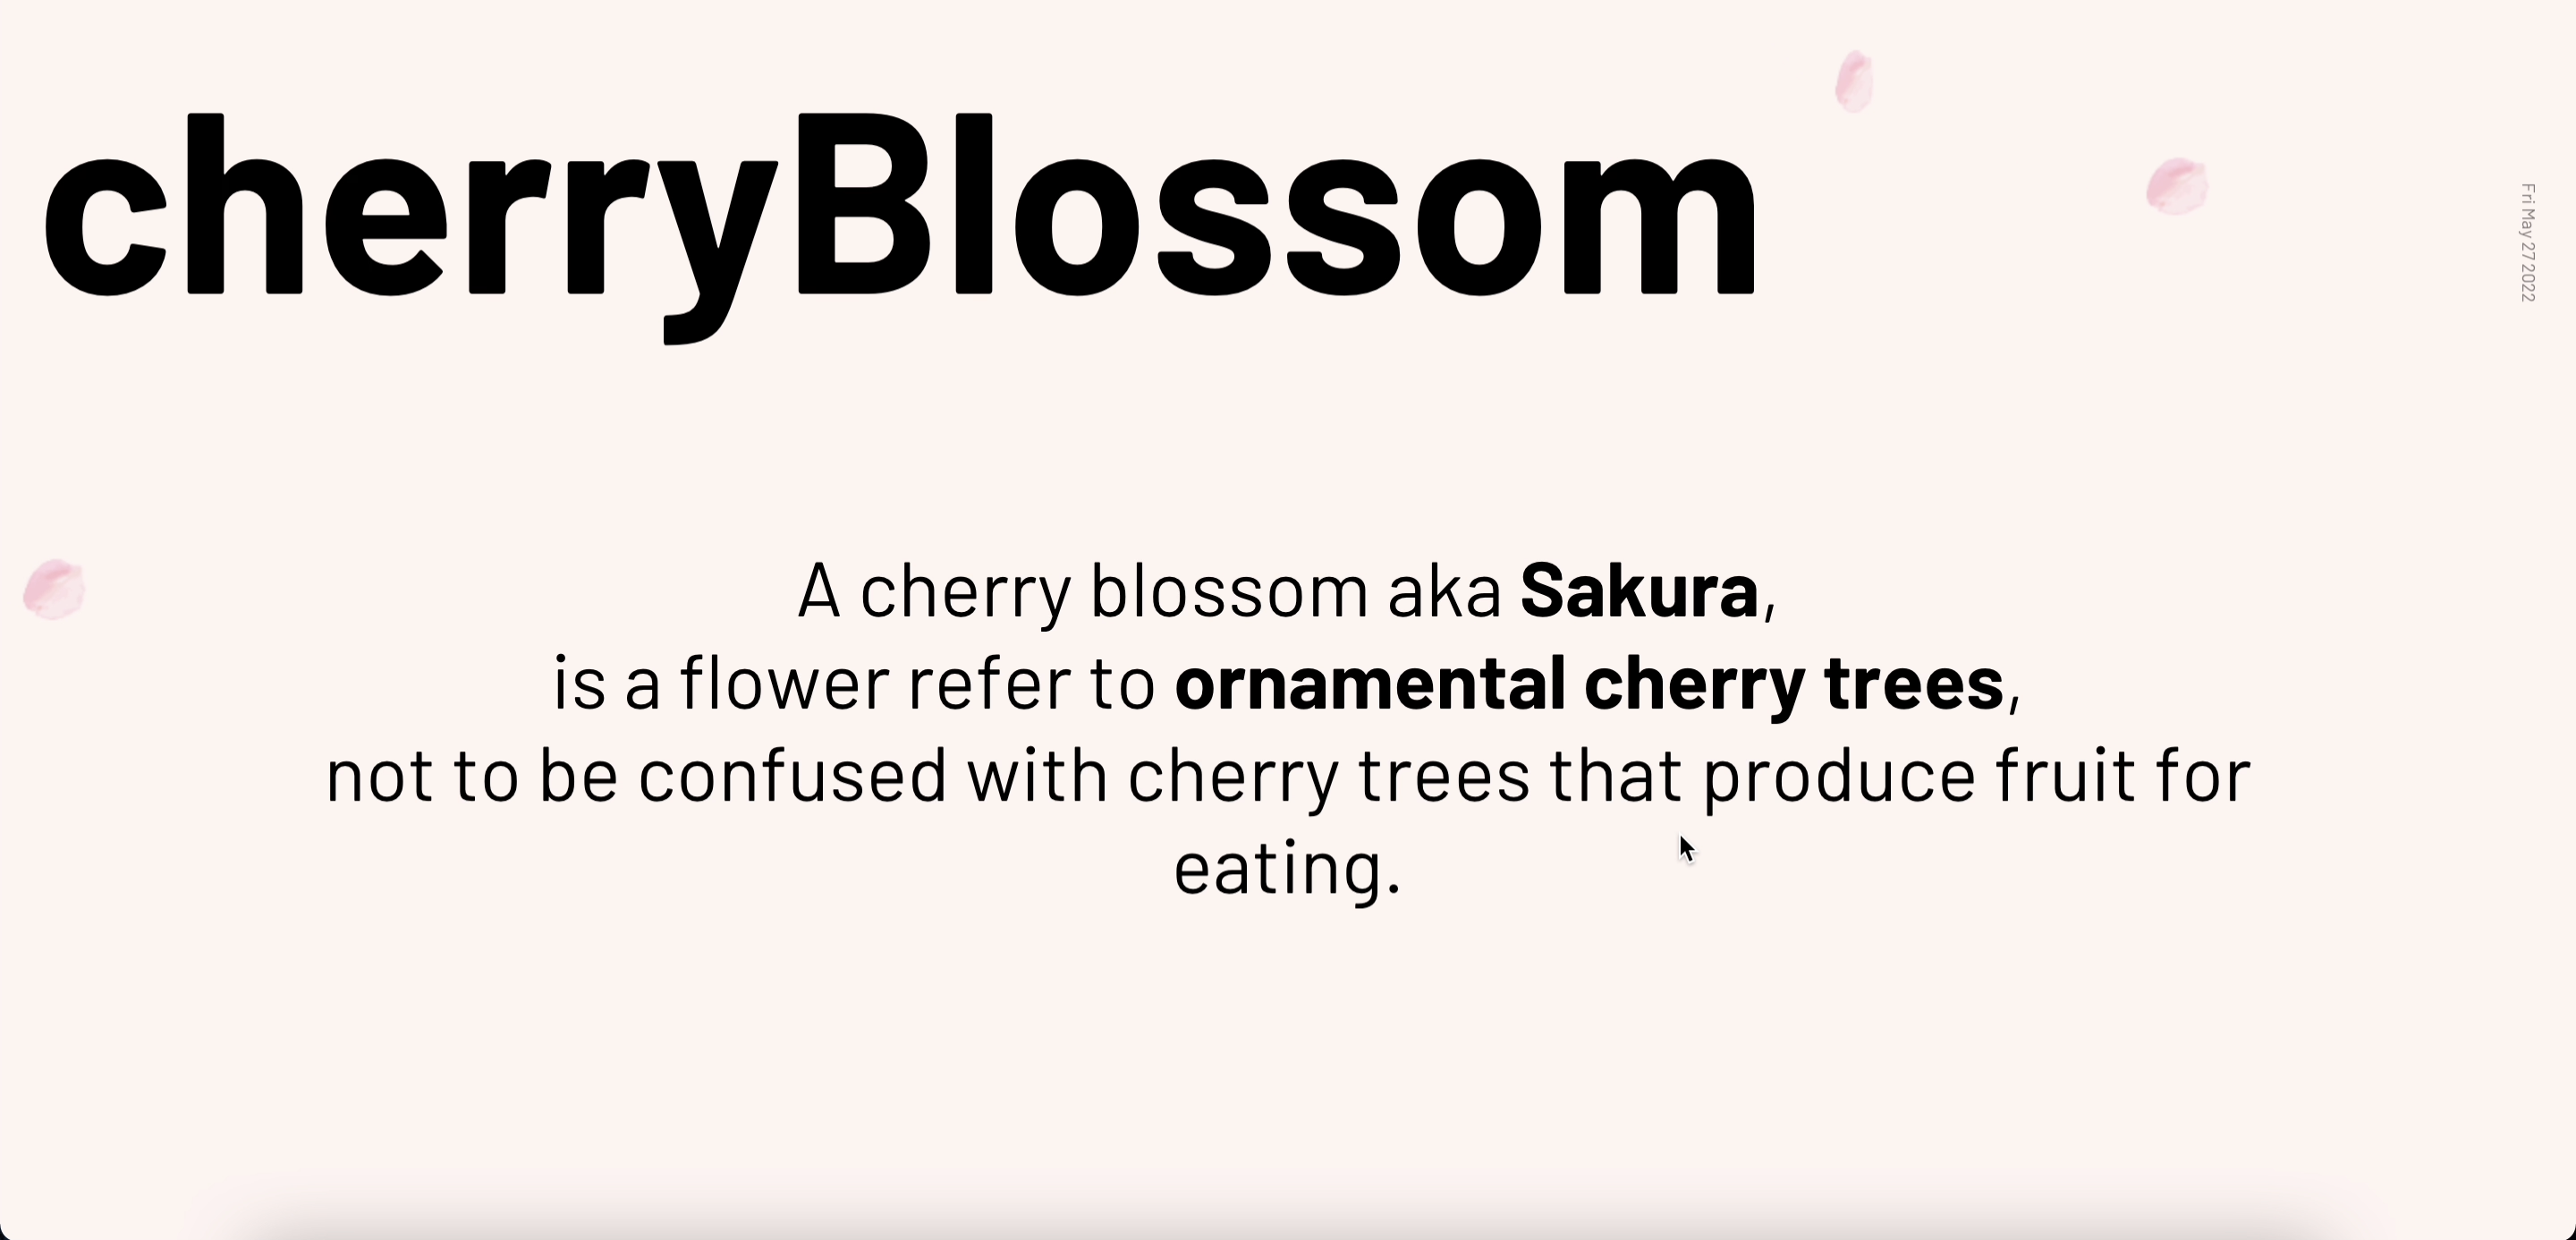 cherryBlossom
Fri May 27 2022
A cherry blossom aka Sakura,
is a flower refer to ornamental cherry trees,
not to be confused with cherry trees that produce fruit for
eating.